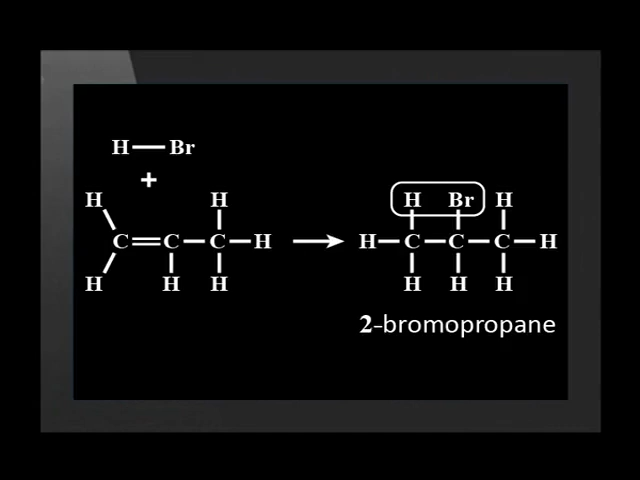 H—Br
+
H H H Br H
C=C—C—H → H—C—C—C—H
H H H H H H
2-bromopropane